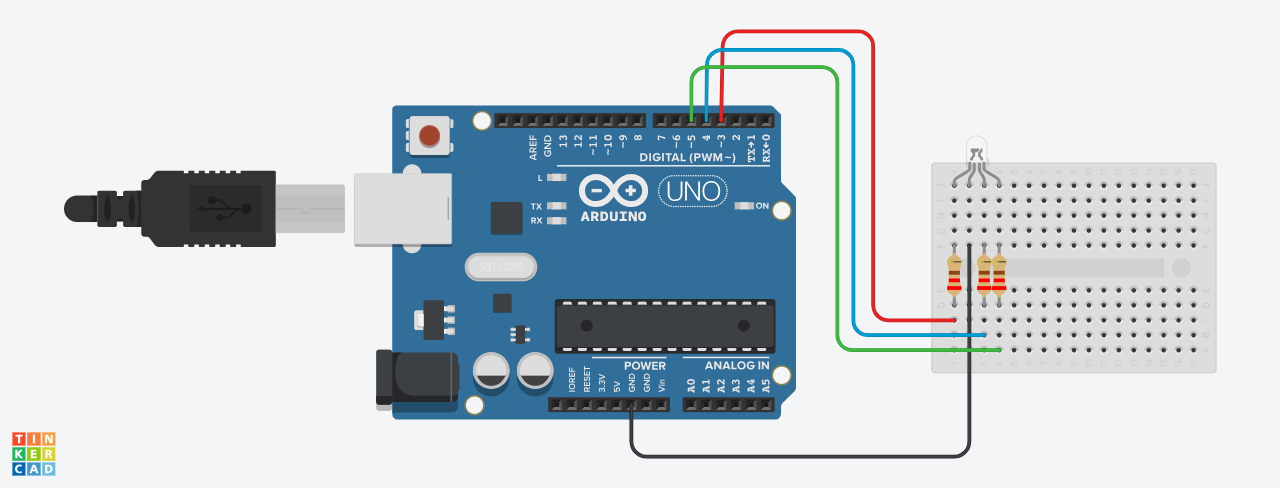 AREF
GND
13
12
~11
~10
~9
8
7
~6
~5
4
~3
2
TX→1
RX←0
DIGITAL (PWM~)
L
TX
RX
ARDUINO
UNO
ON
POWER
ANALOG IN
IOREF
RESET
3.3V
5V
GND
GND
Vin
A0
A1
A2
A3
A4
A5
TIN
KER
CAD